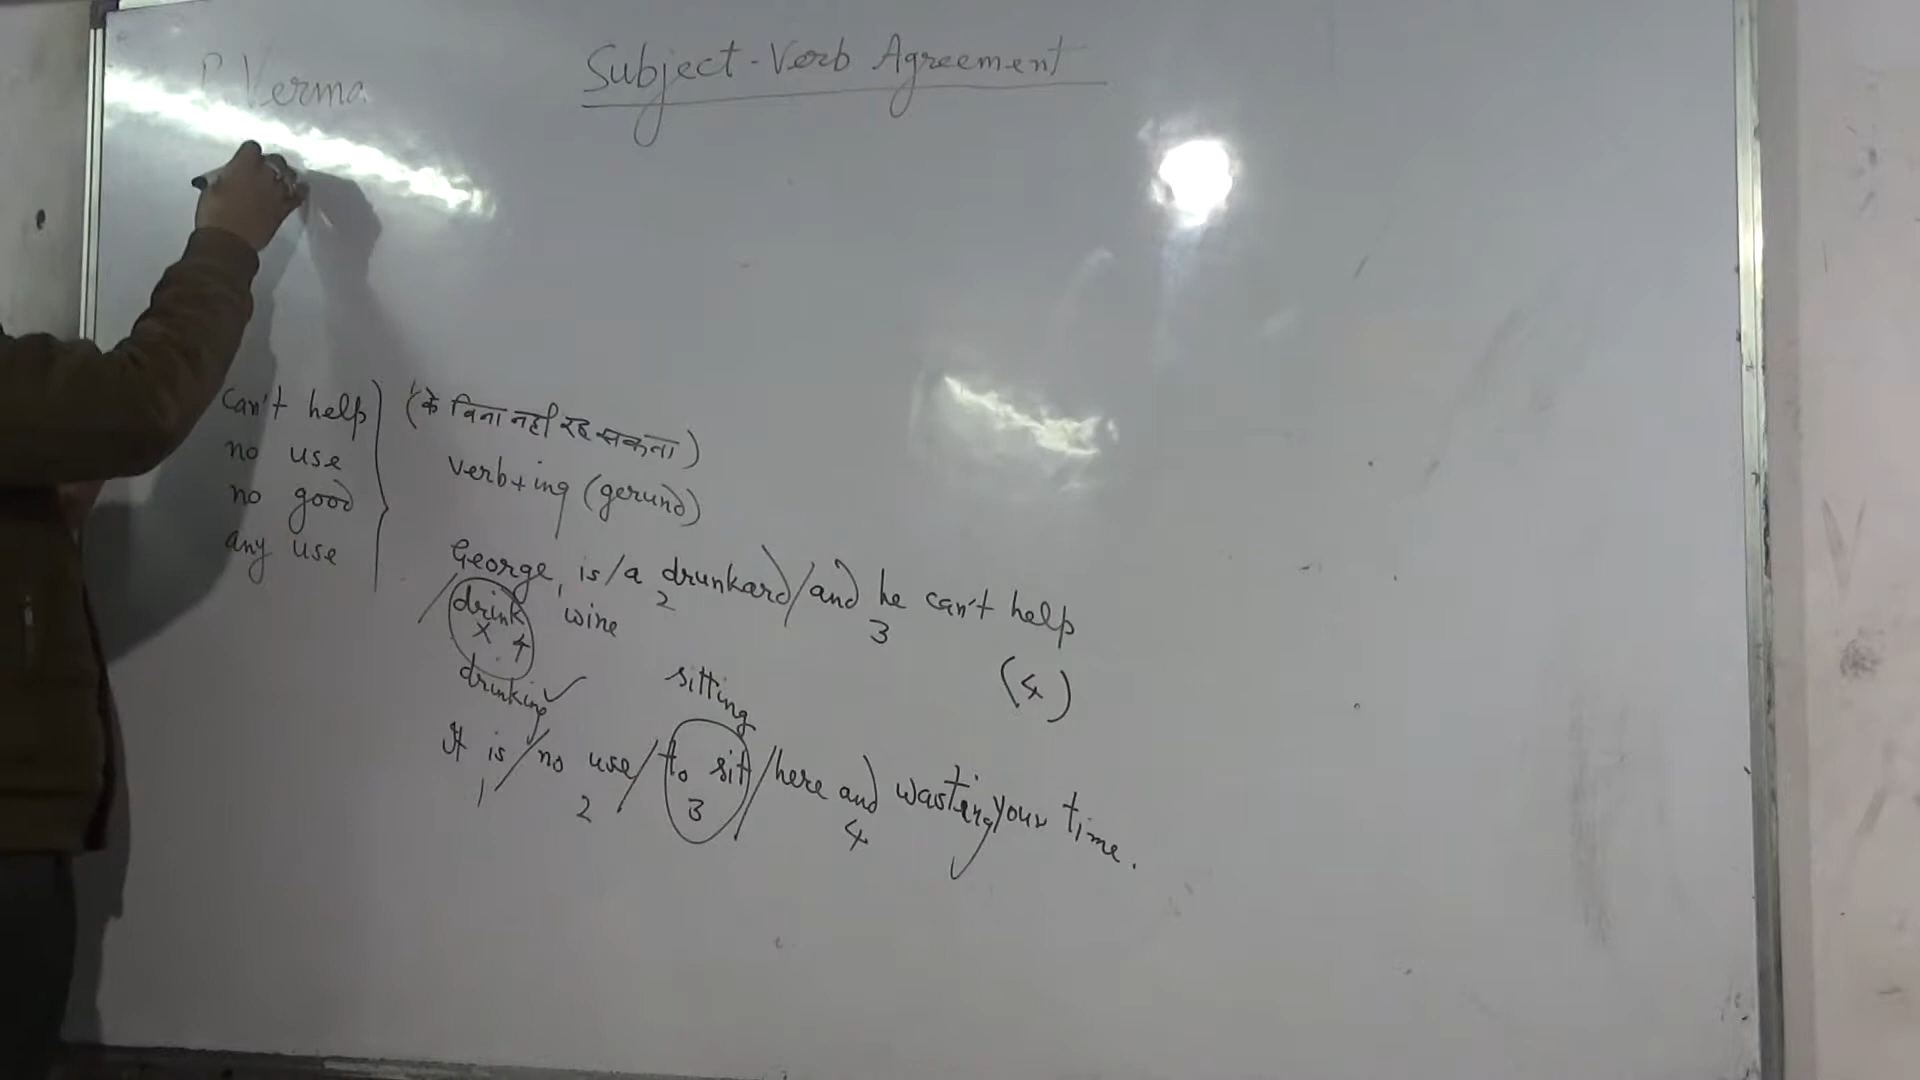 P. Verma
Subject-Verb Agreement
can't help (के बिना नहीं रह सकता)
no use
verb+ing (gerund)
no good
any use
George is/a drunkard/and he can't help
1 2 3
/drink wine
X 4
(4)
drinking ✓
sitting
It is/no use/to sit/here and wasting your time.
1 2 3 4